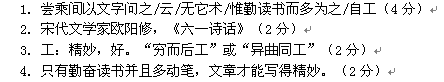 1. 尝乘间以文字问之/云/无它术/惟勤读书而多为之/自工（4 分）
2. 宋代文学家欧阳修，《六一诗话》（2 分）
3. 工：精妙，好。“穷而后工”或“异曲同工”（2 分）
4. 只有勤奋读书并且多动笔，文章才能写得精妙。（2 分）